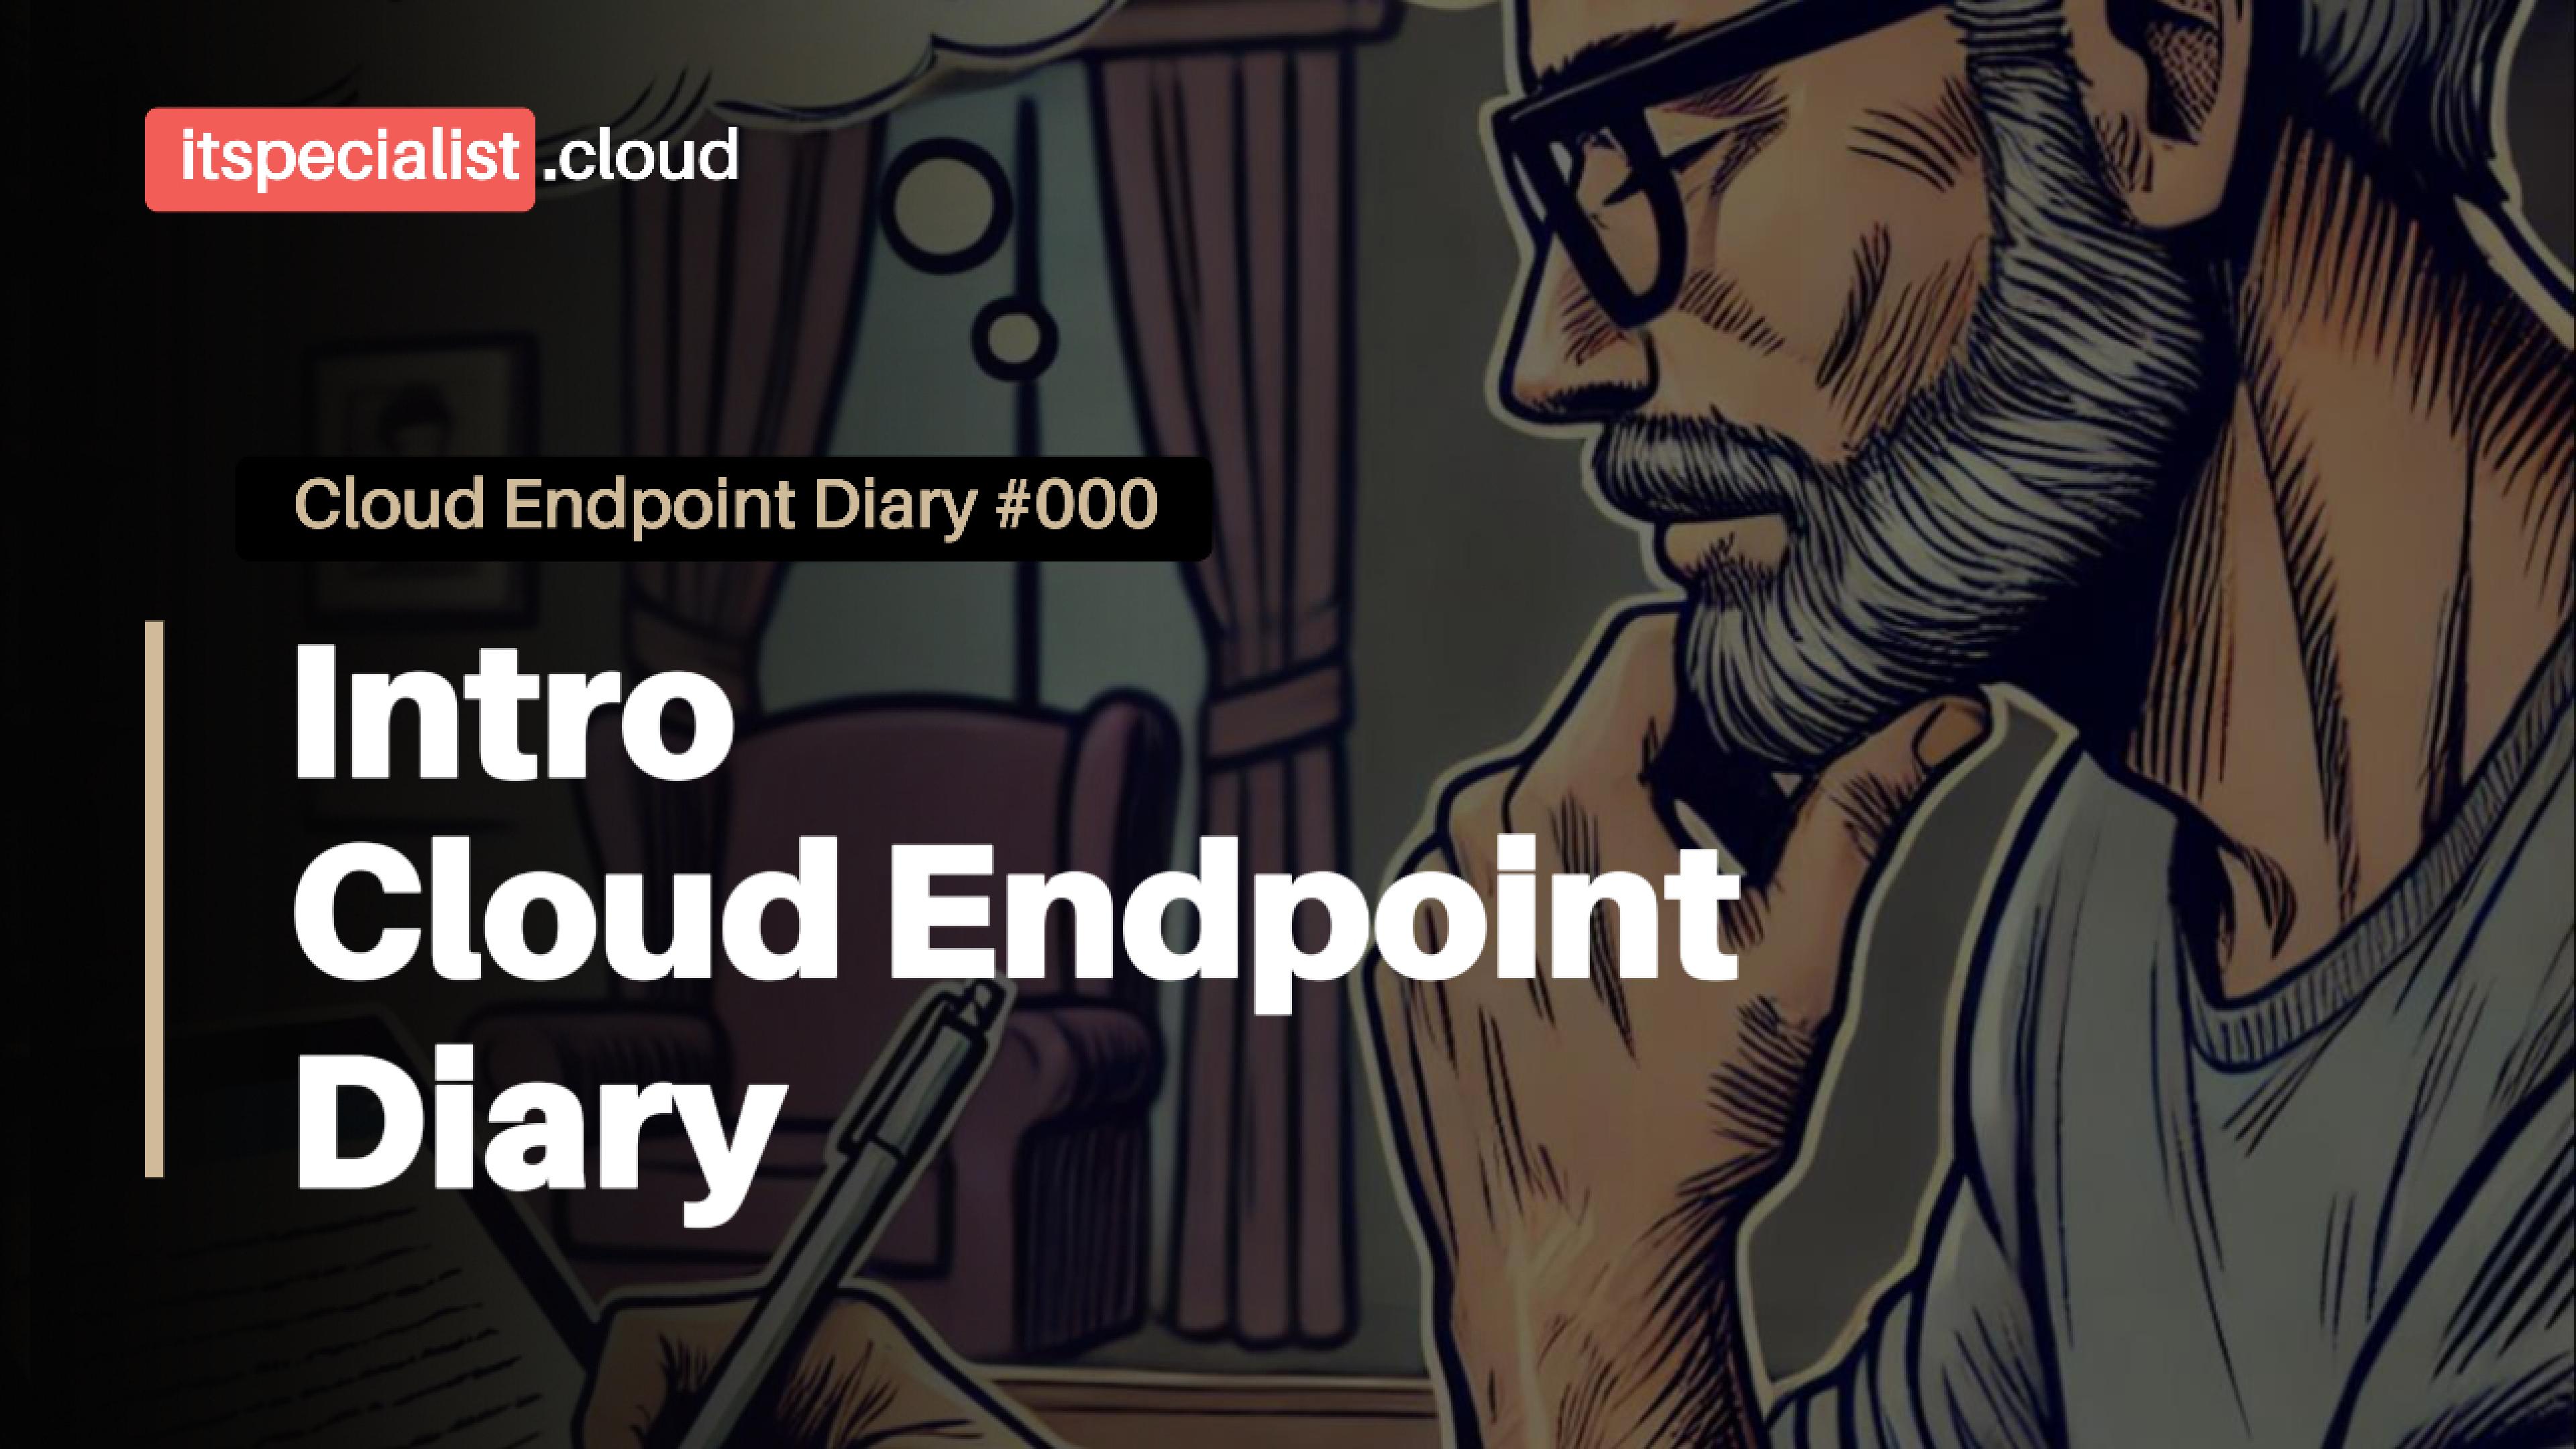 itspecialist.cloud
Cloud Endpoint Diary #000
Intro
Cloud Endpoint
Diary